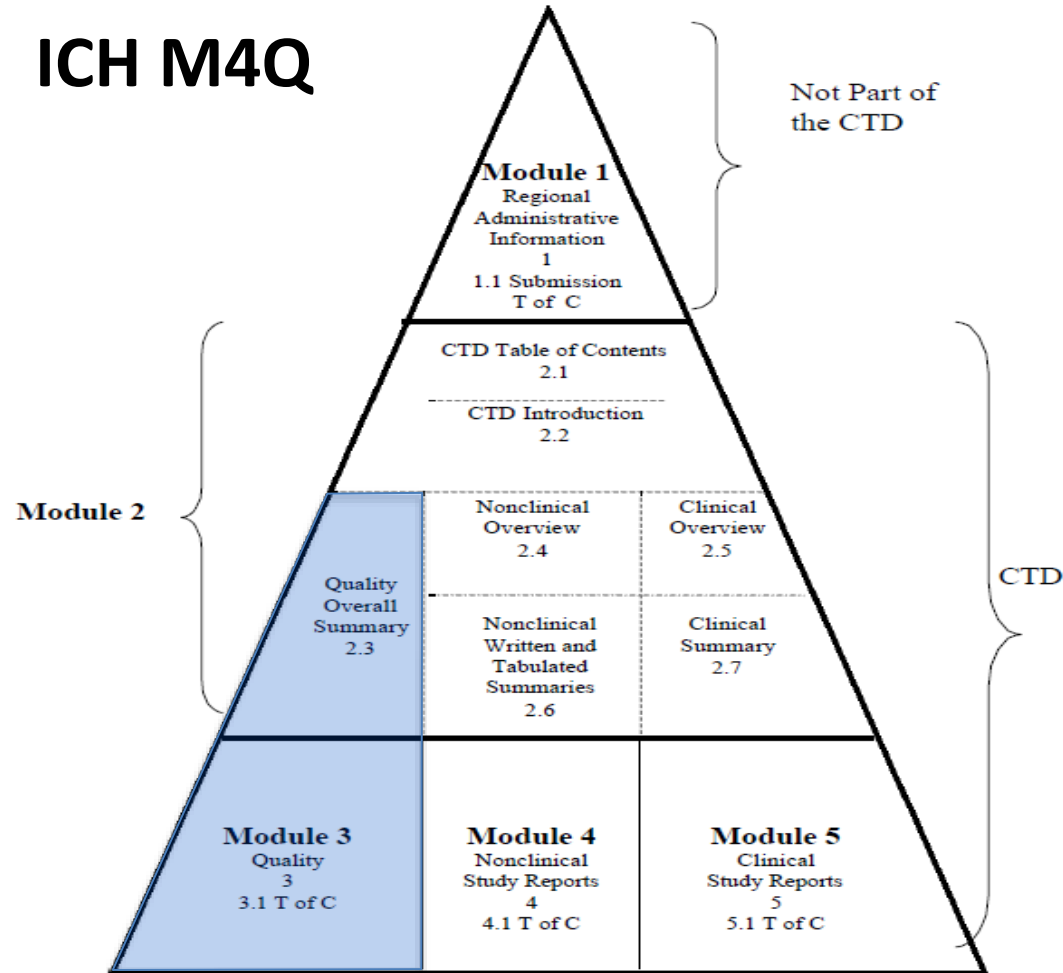 ICH M4Q
Not Part of
the CTD
Module 1
Regional
Administrative
Information
1
1.1 Submission
T of C
CTD Table of Contents
2.1
CTD Introduction
2.2
Module 2
Nonclinical
Overview
2.4
Clinical
Overview
2.5
Quality
Overall
Summary
2.3
Nonclinical
Written and
Tabulated
Summaries
2.6
Clinical
Summary
2.7
CTD
Module 3
Quality
3
3.1 T of C
Module 4
Nonclinical
Study Reports
4
4.1 T of C
Module 5
Clinical
Study Reports
5
5.1 T of C